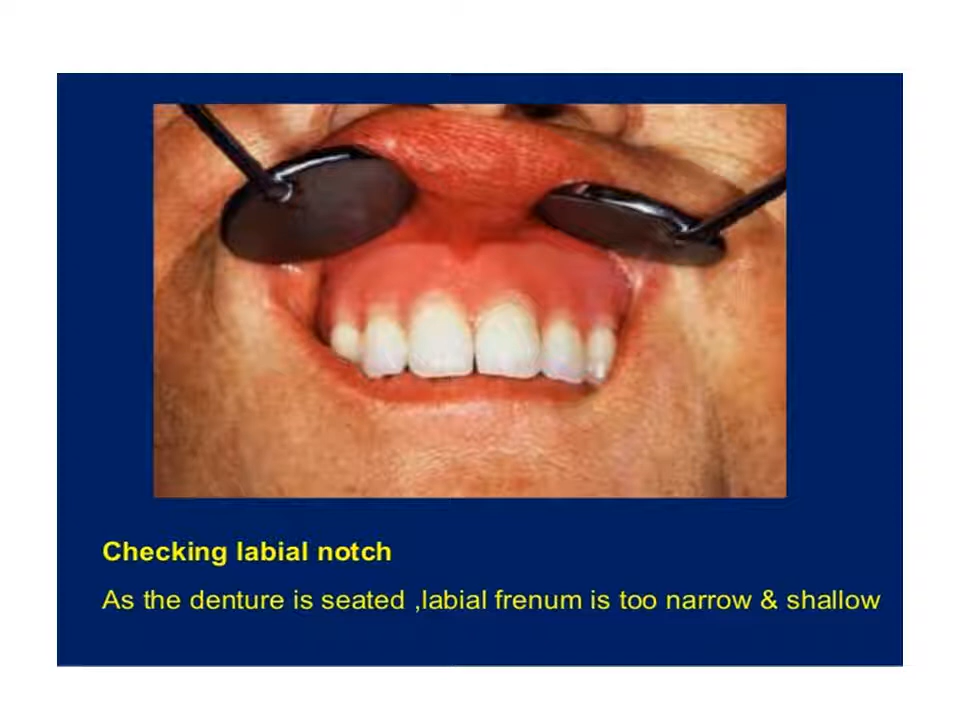 Checking labial notch
As the denture is seated ,labial frenum is too narrow & shallow